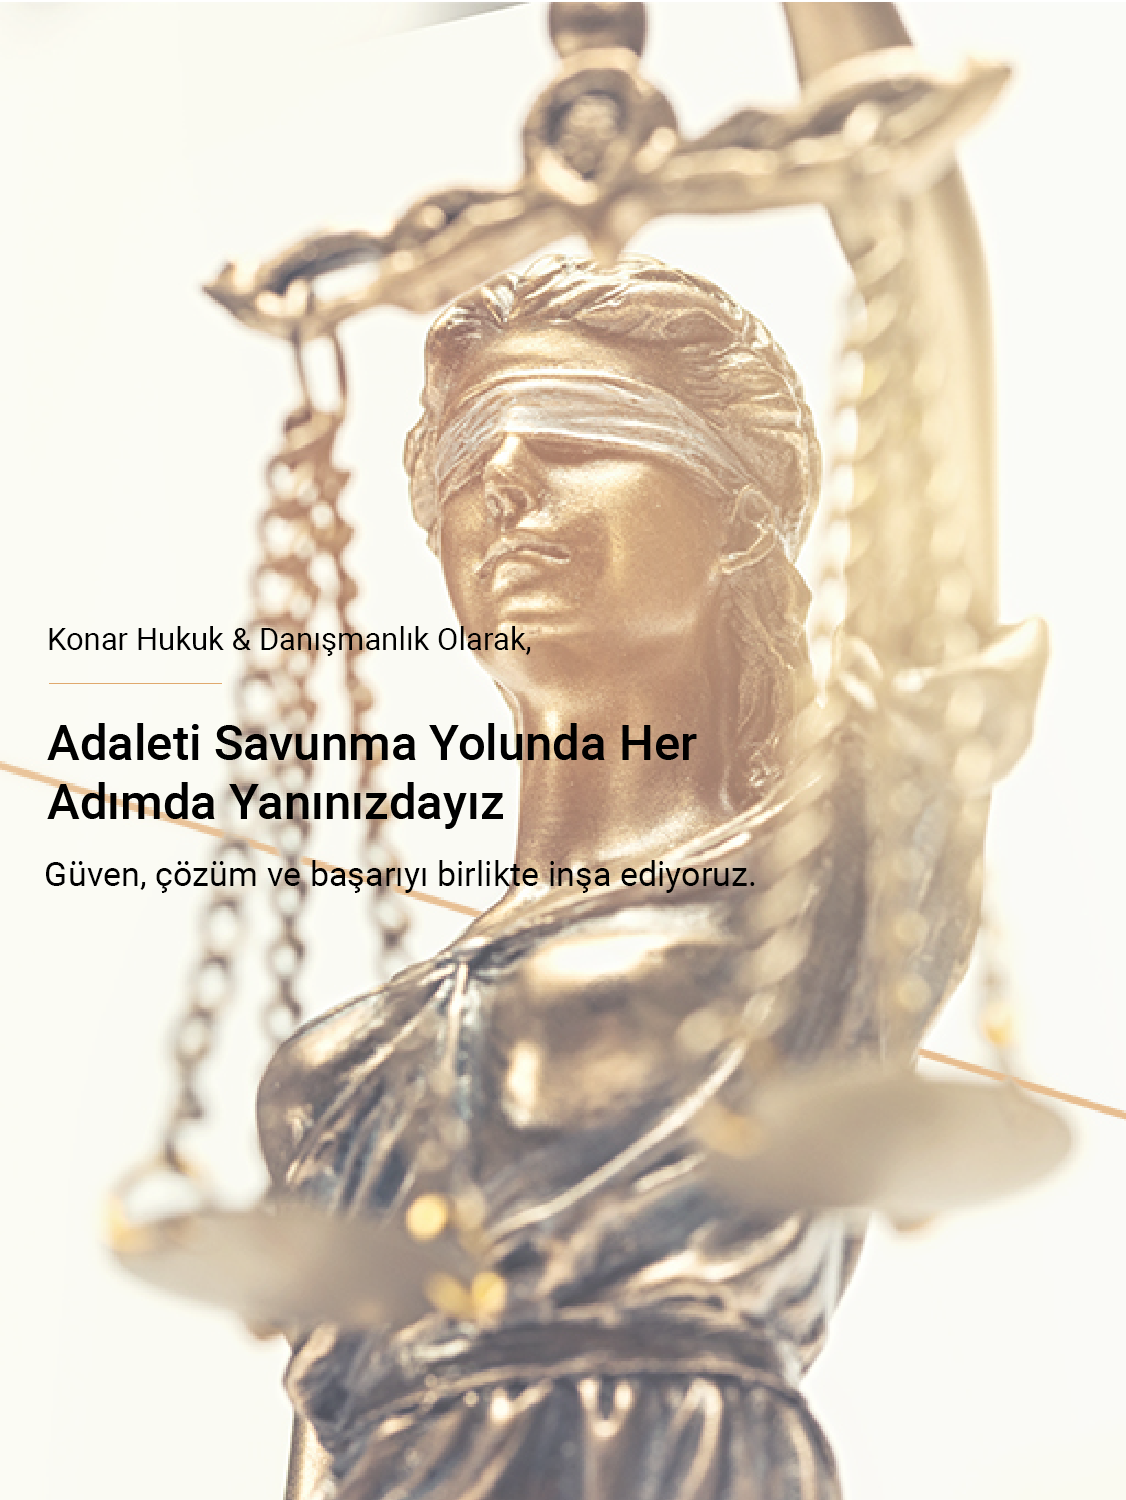 Konar Hukuk & Danışmanlık Olarak,
Adaleti Savunma Yolunda Her
Adımda Yanınızdayız
Güven, çözüm ve başarıyı birlikte inşa ediyoruz.